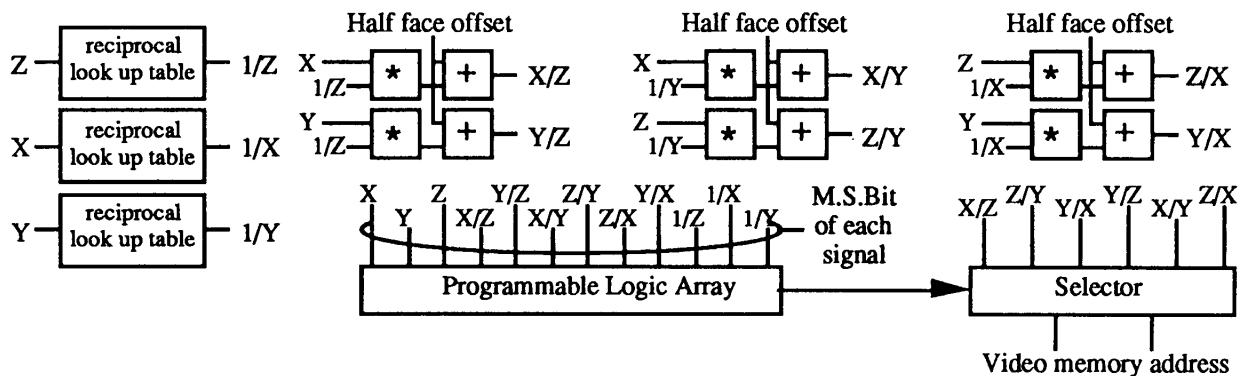 Half face offset
Half face offset
Half face offset
Z
reciprocal
look up table
1/Z
X
reciprocal
look up table
1/X
Y
reciprocal
look up table
1/Y
X
1/Z
*
+
X/Z
Y
1/Z
*
+
Y/Z
X
1/Y
*
+
X/Y
Z
1/Y
*
+
Z/Y
Z
1/X
*
+
Z/X
Y
1/X
*
+
Y/X
X
Y
Z
X/Z
Y/Z
X/Y
Z/Y
Z/X
Y/X
1/Z
1/X
1/Y
M.S.Bit
of each
signal
Programmable Logic Array
X/Z
Z/Y
Y/X
Y/Z
X/Y
Z/X
Selector
Video memory address